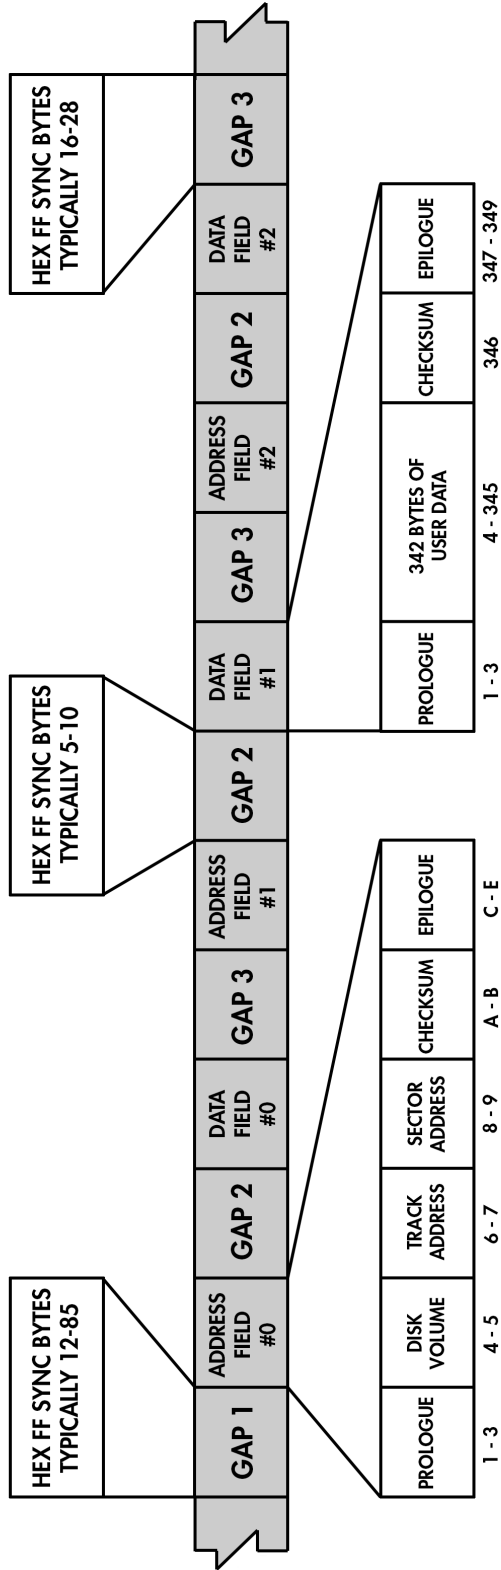 HEX FF SYNC BYTES
TYPICALLY 12-85
HEX FF SYNC BYTES
TYPICALLY 5-10
HEX FF SYNC BYTES
TYPICALLY 16-28
GAP 1
ADDRESS
FIELD
#0
GAP 2
DATA
FIELD
#0
GAP 3
ADDRESS
FIELD
#1
GAP 2
DATA
FIELD
#1
GAP 3
ADDRESS
FIELD
#2
GAP 2
DATA
FIELD
#2
GAP 3
PROLOGUE
DISK
VOLUME
TRACK
ADDRESS
SECTOR
ADDRESS
CHECKSUM
EPILOGUE
PROLOGUE
342 BYTES OF
USER DATA
CHECKSUM
EPILOGUE
1 - 3
4 - 5
6 - 7
8 - 9
A - B
C - E
1 - 3
4 - 345
346
347 - 349